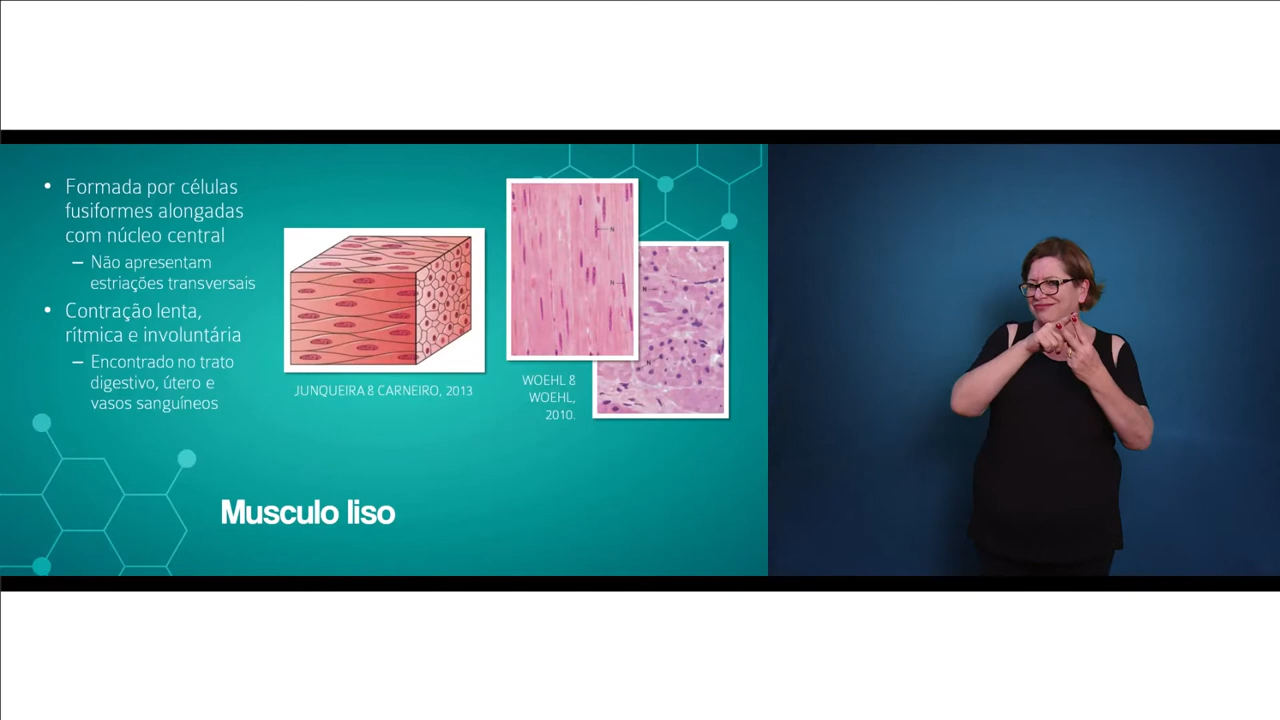 • Formada por células
fusiformes alongadas
com núcleo central
– Não apresentam
estriações transversais
• Contração lenta,
rítmica e involuntária
– Encontrado no trato
digestivo, útero e
vasos sanguíneos
JUNQUEIRA & CARNEIRO, 2013
N
N
WOEHL &
WOEHL,
2010.
N
N
Musculo liso